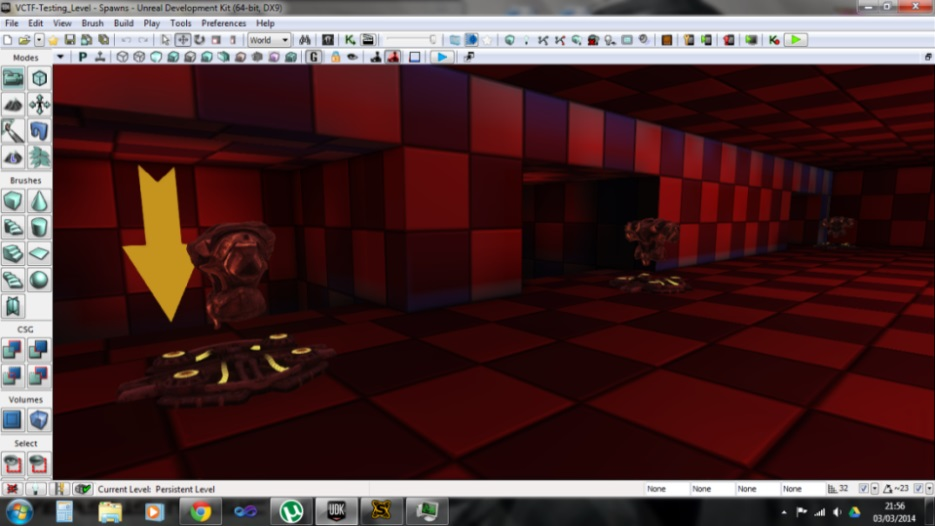 VCTF-Testing_Level - Spawns - Unreal Development Kit (64-bit, DX9)
File Edit View Brush Build Play Tools Preferences Help
World
Modes
P G
Brushes
CSG
Volumes
Select
Current Level: Persistent Level None None None None 32 ~23
UDK 21:56
03/03/2014